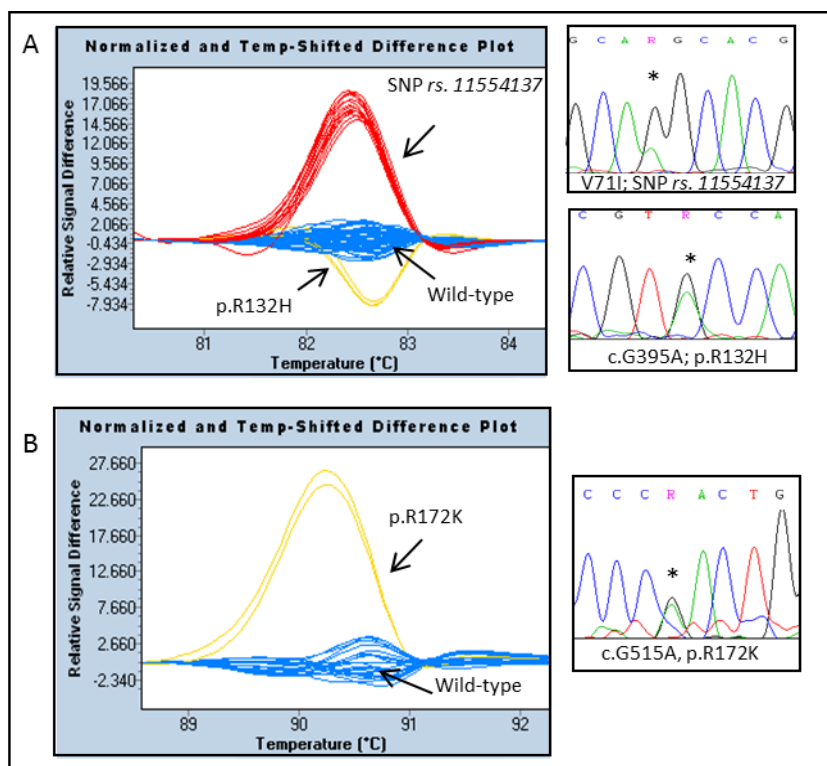 A
Normalized and Temp-Shifted Difference Plot
Relative Signal Difference
19.566
17.066
14.566
12.066
9.566
7.066
4.566
2.066
-0.434
-2.934
-5.434
-7.934
SNP rs. 11554137
p.R132H
Wild-type
81 82 83 84
Temperature (°C)
G C A R G C A C G
*
V71I; SNP rs. 11554137
C G T R C C A
*
c.G395A; p.R132H
B
Normalized and Temp-Shifted Difference Plot
Relative Signal Difference
27.660
22.660
17.660
12.660
7.660
2.660
-2.340
p.R172K
Wild-type
89 90 91 92
Temperature (°C)
C C C R A C T G
*
c.G515A, p.R172K